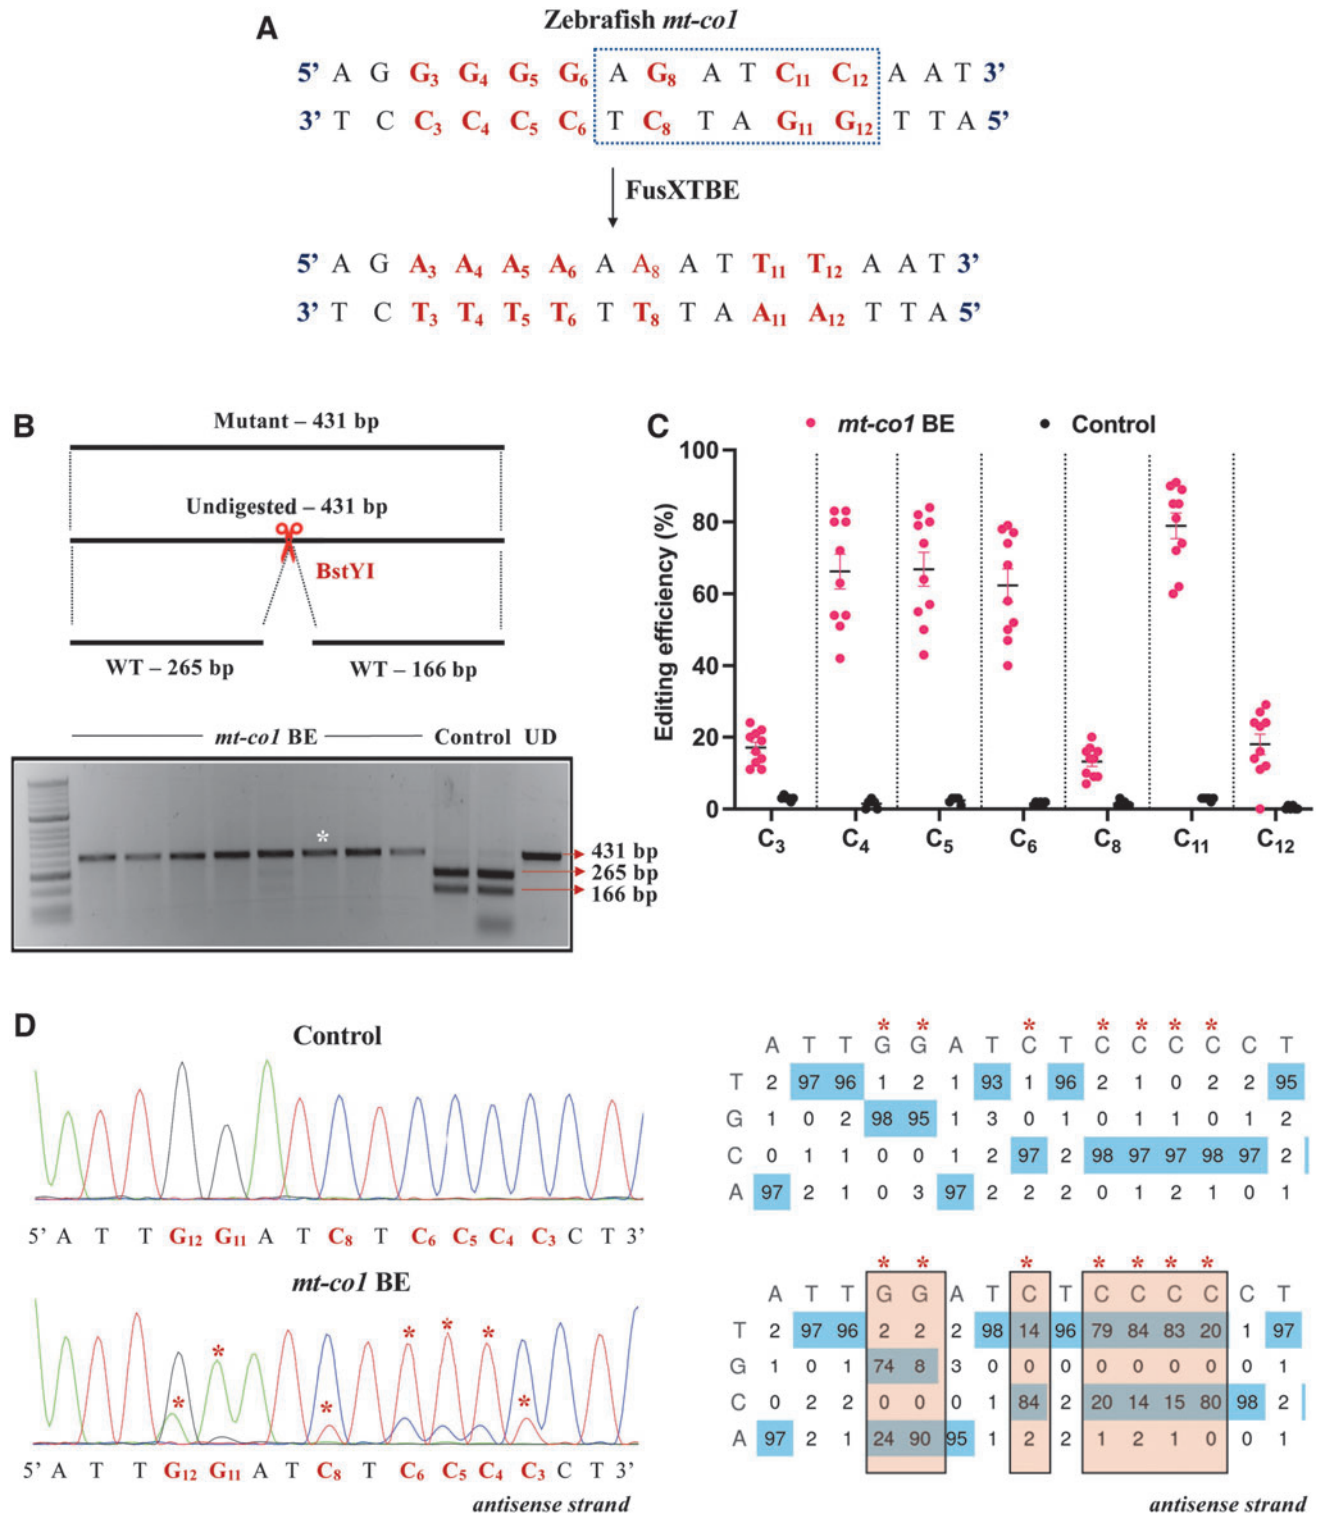 A
Zebrafish mt-co1
5' A G G3 G4 G5 G6 A G8 A T C11 C12 A A T 3'
3' T C C3 C4 C5 C6 T C8 T A G11 G12 T T A 5'
FusXTBE
5' A G A3 A4 A5 A6 A A8 A T T11 T12 A A T 3'
3' T C T3 T4 T5 T6 T T8 T A A11 A12 T T A 5'
B
Mutant – 431 bp
Undigested – 431 bp
BstYI
WT – 265 bp WT – 166 bp
mt-co1 BE Control UD
*
431 bp
265 bp
166 bp
C
mt-co1 BE Control
Editing efficiency (%)
100
80
60
40
20
0
C3 C4 C5 C6 C8 C11 C12
D
Control
5' A T T G12 G11 A T C8 T C6 C5 C4 C3 C T 3'
mt-co1 BE
* * * * * * *
5' A T T G12 G11 A T C8 T C6 C5 C4 C3 C T 3'
antisense strand
* * * * * * *
A T T G G A T C T C C C C C T
T 2 97 96 1 2 1 93 1 96 2 1 0 2 2 95
G 1 0 2 98 95 1 3 0 1 0 1 1 0 1 2
C 0 1 1 0 0 1 2 97 2 98 97 97 98 97 2
A 97 2 1 0 3 97 2 2 2 0 1 2 1 0 1
* * * * * * *
A T T G G A T C T C C C C C T
T 2 97 96 2 2 2 98 14 96 79 84 83 20 1 97
G 1 0 1 74 8 3 0 0 0 0 0 0 0 0 1
C 0 2 2 0 0 0 1 84 2 20 14 15 80 98 2
A 97 2 1 24 90 95 1 2 2 1 2 1 0 0 1
antisense strand